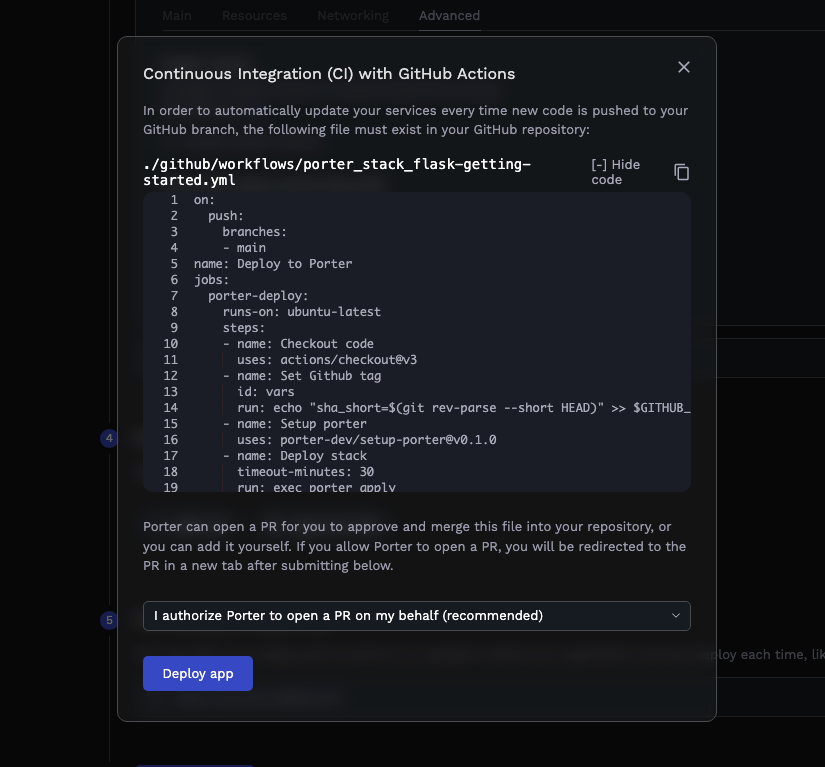 Main Resources Networking Advanced
Continuous Integration (CI) with GitHub Actions
In order to automatically update your services every time new code is pushed to your
GitHub branch, the following file must exist in your GitHub repository:
./github/workflows/porter_stack_flask-getting-
started.yml
[-] Hide
code
1 on:
2 push:
3 branches:
4 - main
5 name: Deploy to Porter
6 jobs:
7 porter-deploy:
8 runs-on: ubuntu-latest
9 steps:
10 - name: Checkout code
11 uses: actions/checkout@v3
12 - name: Set Github tag
13 id: vars
14 run: echo "sha_short=$(git rev-parse --short HEAD)" >> $GITHUB_
15 - name: Setup porter
16 uses: porter-dev/setup-porter@v0.1.0
17 - name: Deploy stack
18 timeout-minutes: 30
19 run: exec porter apply
4
Porter can open a PR for you to approve and merge this file into your repository, or
you can add it yourself. If you allow Porter to open a PR, you will be redirected to the
PR in a new tab after submitting below.
I authorize Porter to open a PR on my behalf (recommended)
5
ploy each time, lik
Deploy app